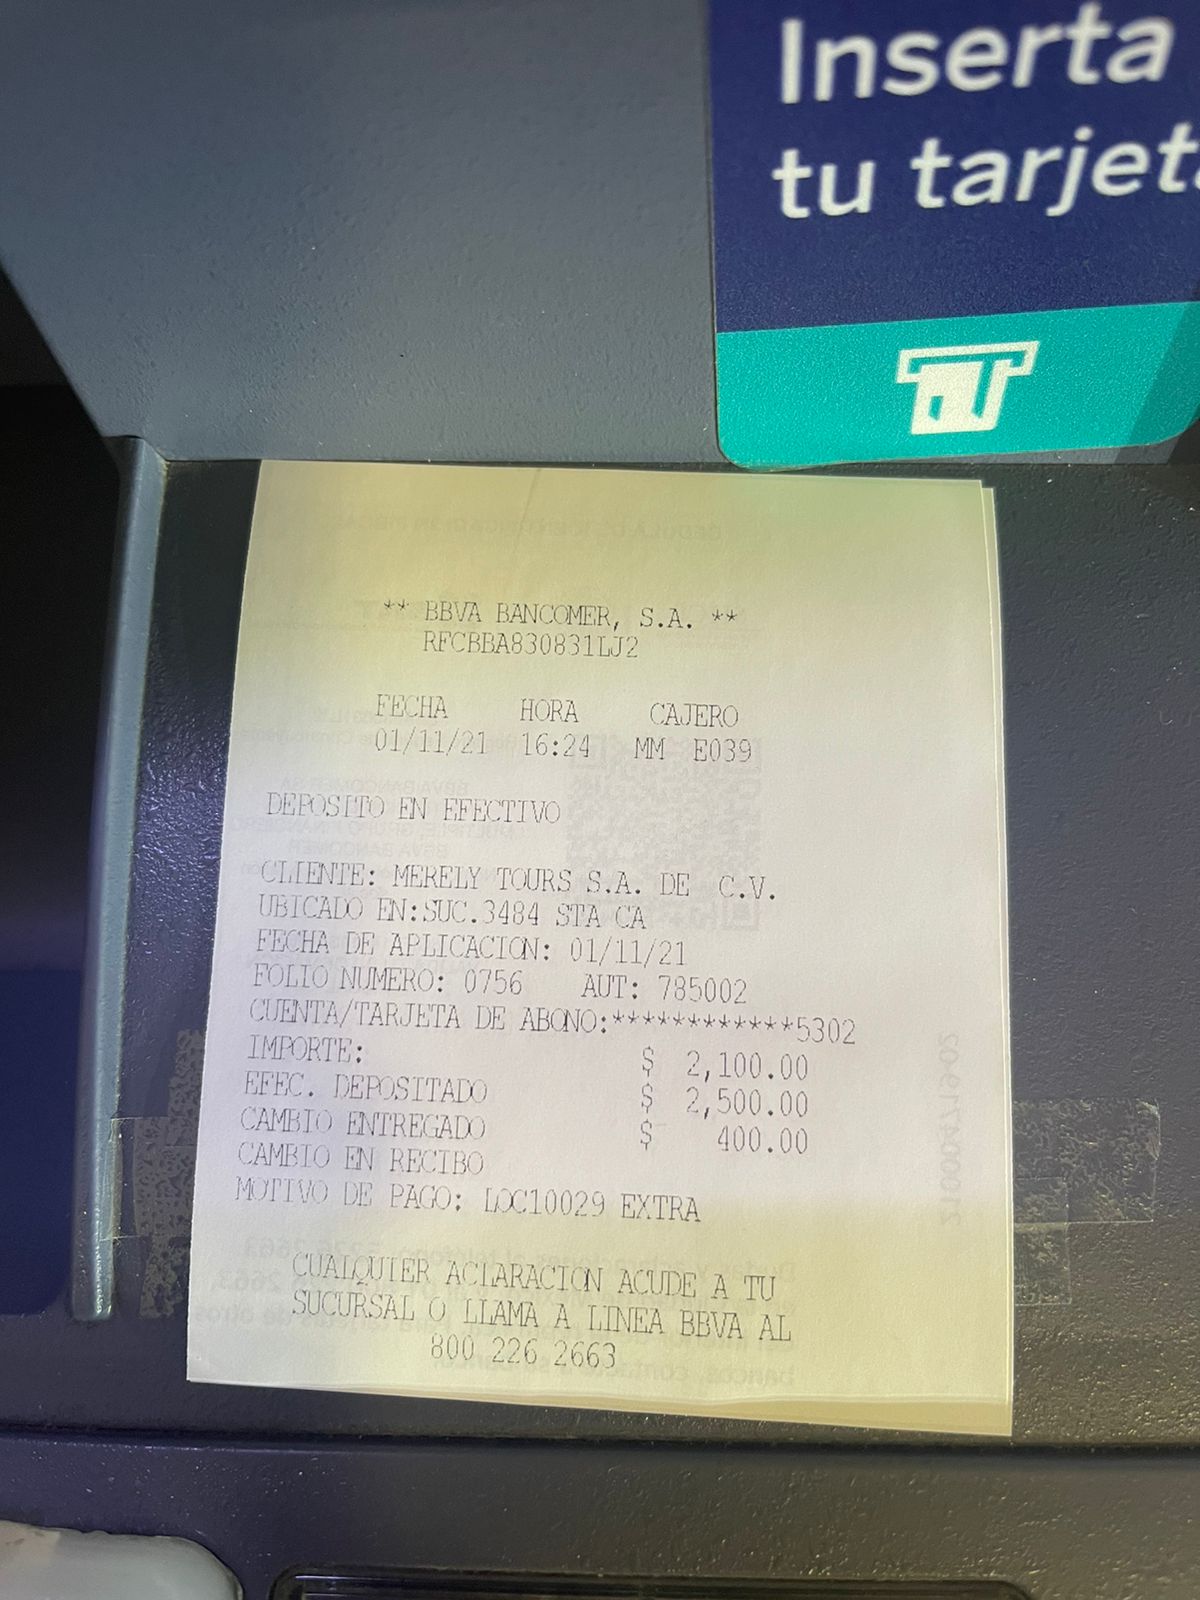 Inserta
tu tarjeta
** BBVA BANCOMER, S.A. **
RFCBBA830831LJ2
FECHA HORA CAJERO
01/11/21 16:24 MM E039
DEPOSITO EN EFECTIVO
CLIENTE: MERELY TOURS S.A. DE C.V.
UBICADO EN:SUC.3484 STA CA
FECHA DE APLICACION: 01/11/21
FOLIO NUMERO: 0756 AUT: 785002
CUENTA/TARJETA DE ABONO:************5302
IMPORTE: $ 2,100.00
EFEC. DEPOSITADO $ 2,500.00
CAMBIO ENTREGADO $ 400.00
CAMBIO EN RECIBO
MOTIVO DE PAGO: LOC10029 EXTRA
CUALQUIER ACLARACION ACUDE A TU
SUCURSAL O LLAMA A LINEA BBVA AL
800 226 2663